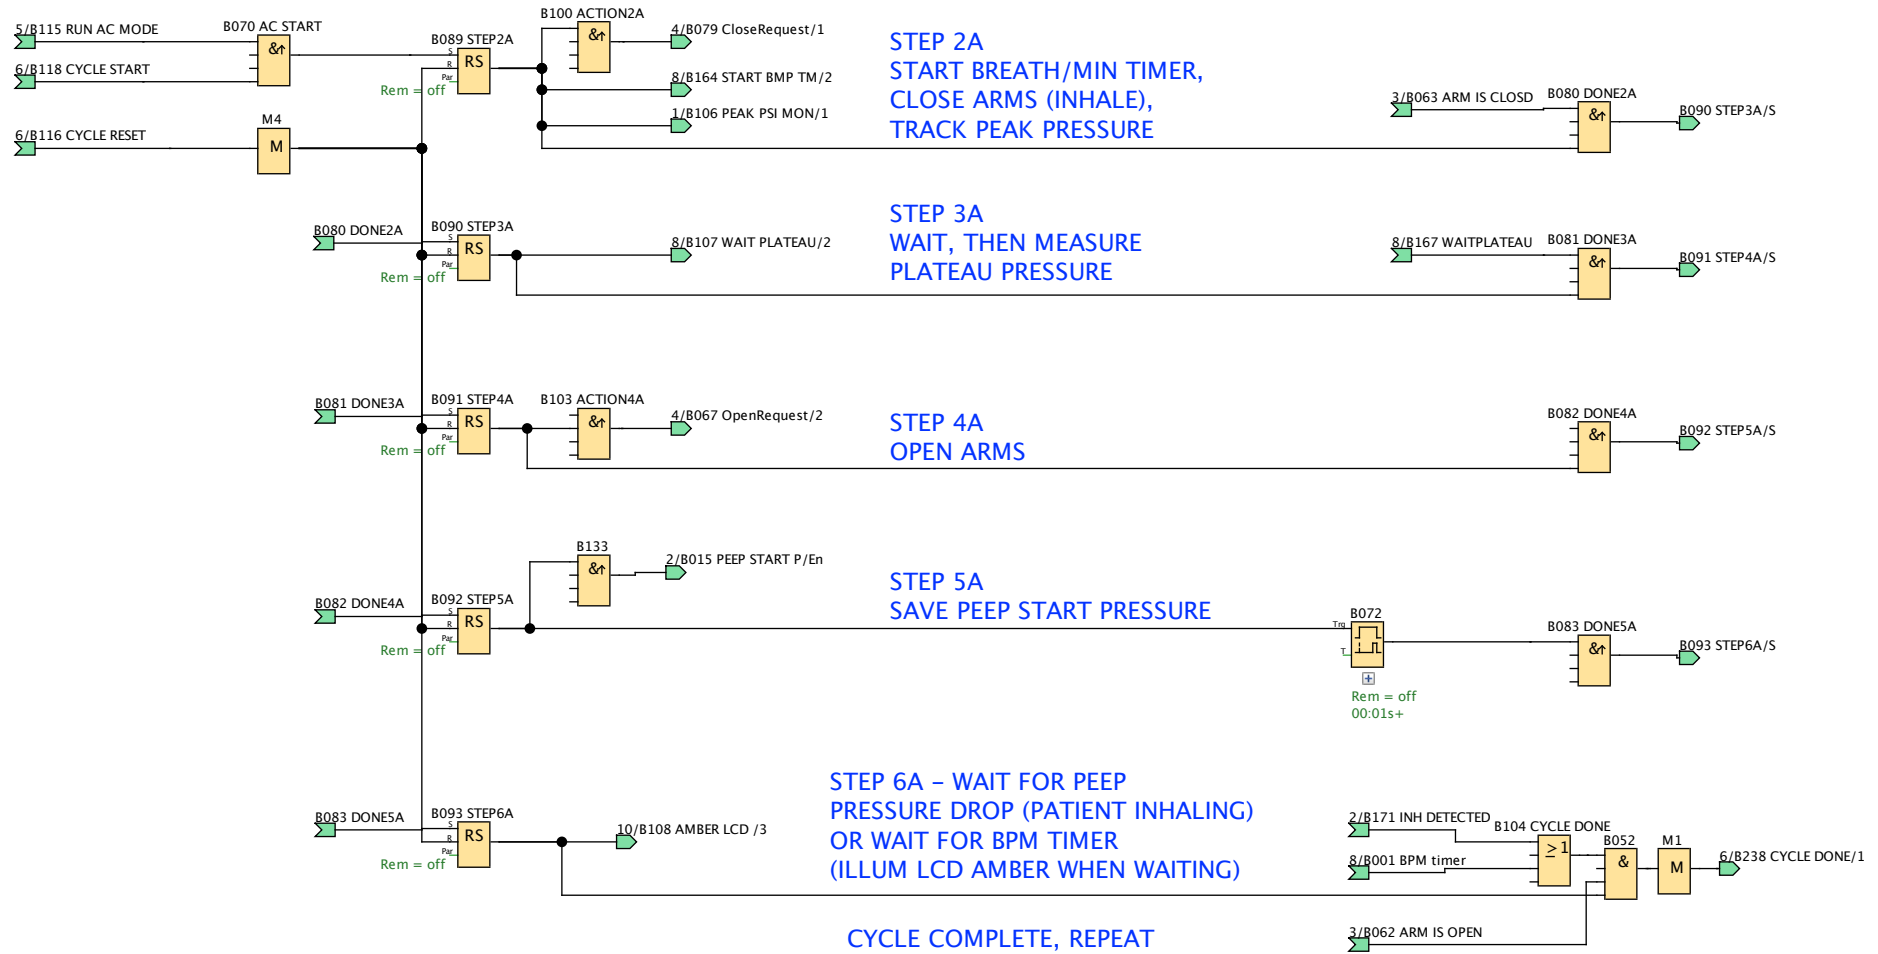 5/B115 RUN AC MODE
B070 AC START
&↑
6/B118 CYCLE START
B089 STEP2A
S
R
Par
RS
Rem = off
B100 ACTION2A
&↑
4/B079 CloseRequest/1
8/B164 START BMP TM/2
1/B106 PEAK PSI MON/1
STEP 2A
START BREATH/MIN TIMER,
CLOSE ARMS (INHALE),
TRACK PEAK PRESSURE
3/B063 ARM IS CLOSD
B080 DONE2A
&↑
B090 STEP3A/S
6/B116 CYCLE RESET
M4
M
B080 DONE2A
B090 STEP3A
S
R
Par
RS
Rem = off
8/B107 WAIT PLATEAU/2
STEP 3A
WAIT, THEN MEASURE
PLATEAU PRESSURE
8/B167 WAITPLATEAU
B081 DONE3A
&↑
B091 STEP4A/S
B081 DONE3A
B091 STEP4A
S
R
Par
RS
Rem = off
B103 ACTION4A
&↑
4/B067 OpenRequest/2
STEP 4A
OPEN ARMS
B082 DONE4A
&↑
B092 STEP5A/S
B082 DONE4A
B092 STEP5A
S
R
Par
RS
Rem = off
B133
&↑
2/B015 PEEP START P/En
STEP 5A
SAVE PEEP START PRESSURE
B072
Trg
T
Rem = off
00:01s+
B083 DONE5A
&↑
B093 STEP6A/S
B083 DONE5A
B093 STEP6A
S
R
Par
RS
Rem = off
10/B108 AMBER LCD /3
STEP 6A – WAIT FOR PEEP
PRESSURE DROP (PATIENT INHALING)
OR WAIT FOR BPM TIMER
(ILLUM LCD AMBER WHEN WAITING)
2/B171 INH DETECTED
B104 CYCLE DONE
≥1
8/B001 BPM timer
B052
&
M1
M
6/B238 CYCLE DONE/1
3/B062 ARM IS OPEN
CYCLE COMPLETE, REPEAT